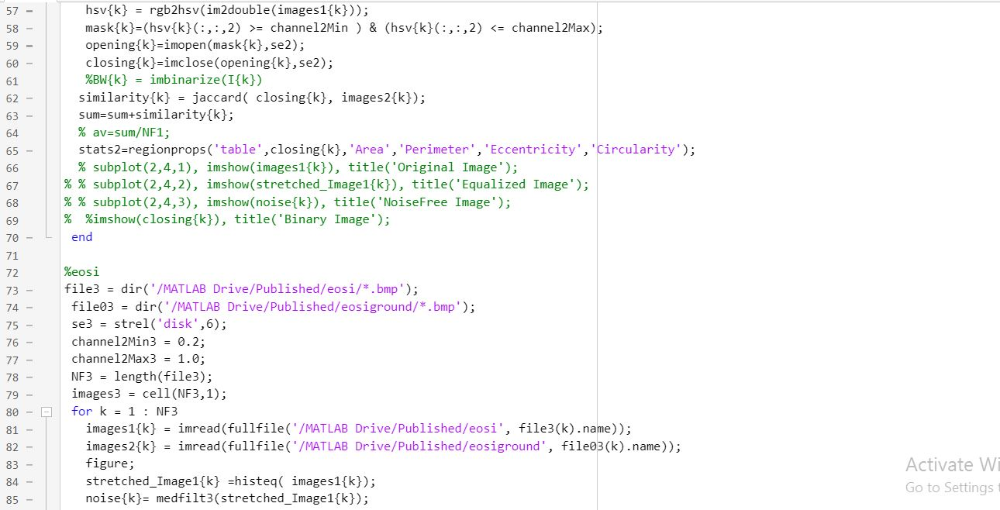 57 hsv{k} = rgb2hsv(im2double(images1{k}));
58 mask{k}=(hsv{k}(:,:,2) >= channel2Min ) & (hsv{k}(:,:,2) <= channel2Max);
59 opening{k}=imopen(mask{k},se2);
60 closing{k}=imclose(opening{k},se2);
61 %BW{k} = imbinarize(I{k})
62 similarity{k} = jaccard( closing{k}, images2{k});
63 sum=sum+similarity{k};
64 % av=sum/NF1;
65 stats2=regionprops('table',closing{k},'Area','Perimeter','Eccentricity','Circularity');
66 % subplot(2,4,1), imshow(images1{k}), title('Original Image');
67 % % subplot(2,4,2), imshow(stretched_Image1{k}), title('Equalized Image');
68 % % subplot(2,4,3), imshow(noise{k}), title('NoiseFree Image');
69 % %imshow(closing{k}), title('Binary Image');
70 end
71
72 %eosi
73 file3 = dir('/MATLAB Drive/Published/eosi/*.bmp');
74 file03 = dir('/MATLAB Drive/Published/eosiground/*.bmp');
75 se3 = strel('disk',6);
76 channel2Min3 = 0.2;
77 channel2Max3 = 1.0;
78 NF3 = length(file3);
79 images3 = cell(NF3,1);
80 for k = 1 : NF3
81 images1{k} = imread(fullfile('/MATLAB Drive/Published/eosi', file3(k).name));
82 images2{k} = imread(fullfile('/MATLAB Drive/Published/eosiground', file03(k).name));
83 figure;
84 stretched_Image1{k} =histeq( images1{k});
85 noise{k}= medfilt3(stretched_Image1{k});
Activate Wi
Go to Settings t